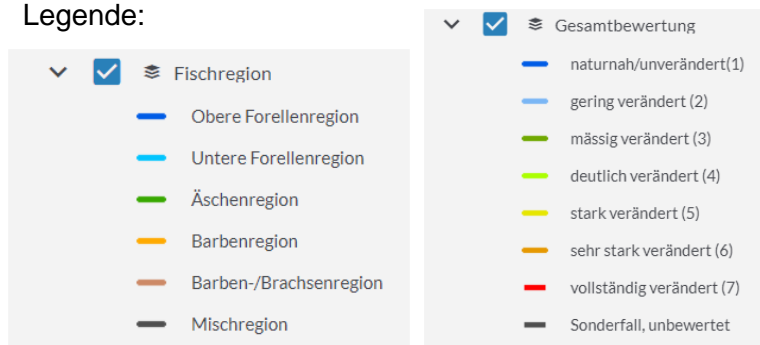 Legende:
Fischregion
Obere Forellenregion
Untere Forellenregion
Äschenregion
Barbenregion
Barben-/Brachsenregion
Mischregion
Gesamtbewertung
naturnah/unverändert(1)
gering verändert (2)
mässig verändert (3)
deutlich verändert (4)
stark verändert (5)
sehr stark verändert (6)
vollständig verändert (7)
Sonderfall, unbewertet